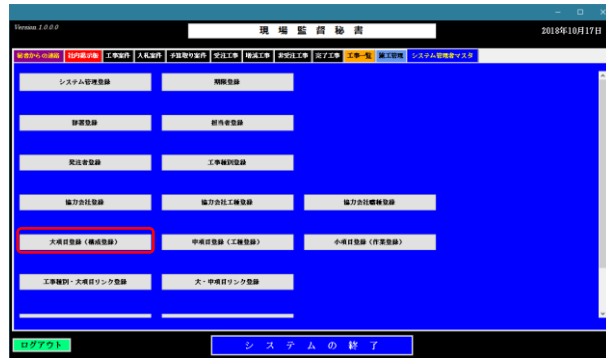 Version 1.0.0.0
現場監督秘書
2018年10月17日
秘書からの連絡 社内掲示板 工事案件 入札案件 予算取り案件 受注工事 増減工事 非受注工事 完了工事 工事一覧 施工管理 システム管理者マスタ
システム管理登録 期限登録
部署登録 担当者登録
発注者登録 工事種別登録
協力会社登録 協力会社工種登録 協力会社職種登録
大項目登録（構成登録） 中項目登録（工種登録） 小項目登録（作業登録）
工事種別・大項目リンク登録 大・中項目リンク登録
ログアウト システムの終了